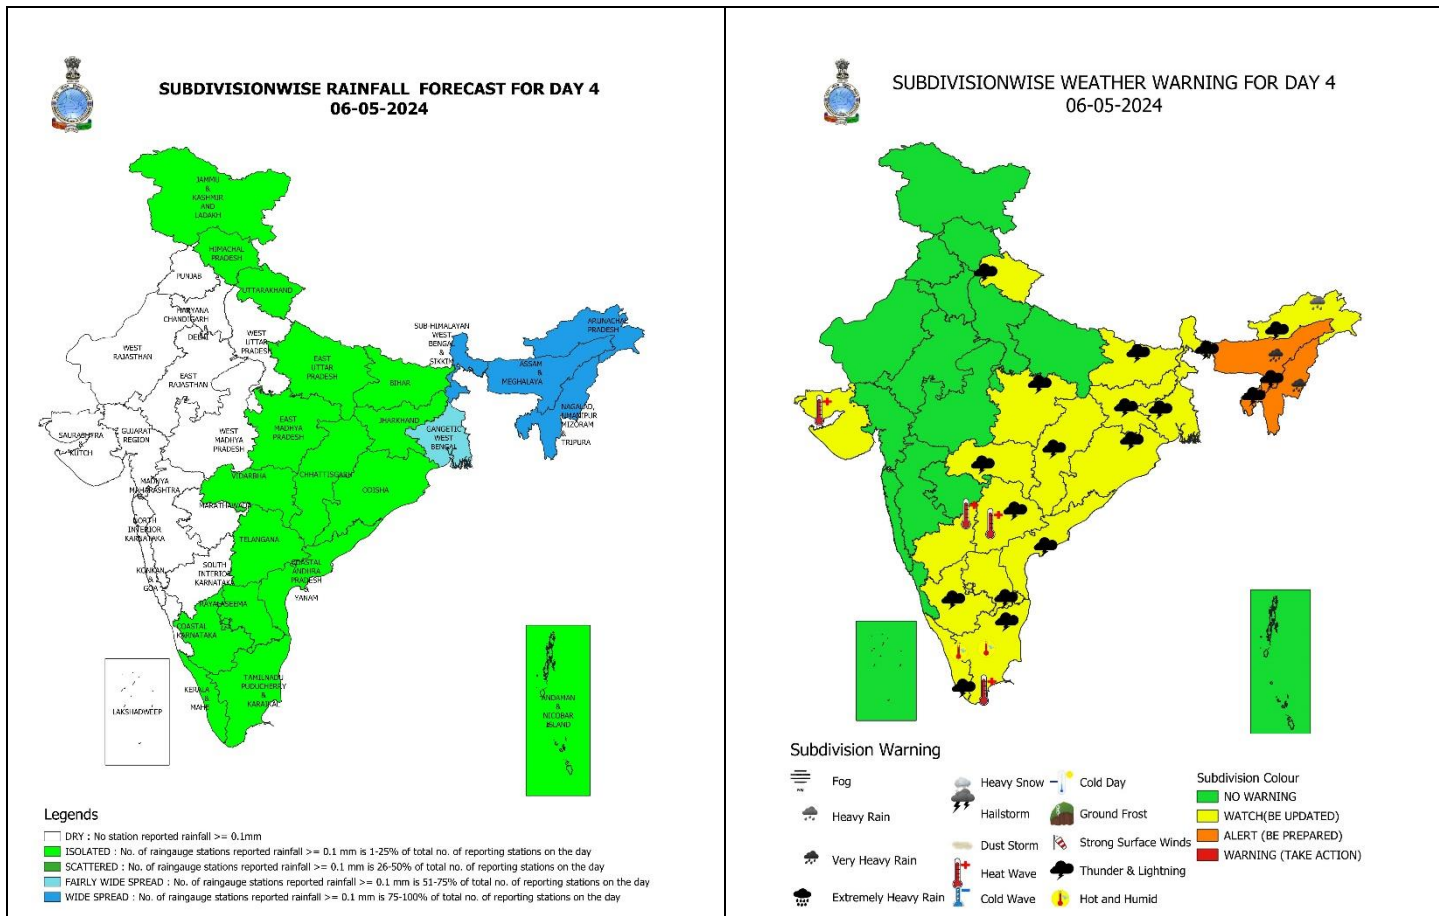 SUBDIVISIONWISE RAINFALL FORECAST FOR DAY 4
06-05-2024
JAMMU
&
KASHMIR
AND
LADAKH
HIMACHAL
PRADESH
PUNJAB
UTTARAKHAND
HARYANA
CHANDIGARH
&
DELHI
WEST
UTTAR
PRADESH
WEST
RAJASTHAN
EAST
RAJASTHAN
EAST
UTTAR
PRADESH
BIHAR
SUB-HIMALAYAN
WEST
BENGAL
&
SIKKIM
ARUNACHAL
PRADESH
ASSAM
&
MEGHALAYA
NAGALAD,
MANIPUR
MIZORAM
&
TRIPURA
SAURASHTRA
&
KUTCH
GUJARAT
REGION
WEST
MADHYA
PRADESH
EAST
MADHYA
PRADESH
JHARKHAND
GANGETIC
WEST
BENGAL
MADHYA
MAHARASHTRA
VIDARBHA
CHHATTISGARH
ODISHA
MARATHAWADA
NORTH
INTERIOR
KARNATAKA
TELANGANA
KONKAN
&
GOA
SOUTH
INTERIOR
KARNATAKA
COASTAL
ANDHRA
PRADESH
&
YANAM
RAYALASEEMA
COASTAL
KARNATAKA
KERALA
&
MAHE
TAMILNADU
PUDUCHERRY
&
KARAIKAL
LAKSHADWEEP
ANDAMAN
&
NICOBAR
ISLAND
Legends
DRY : No station reported rainfall >= 0.1mm
ISOLATED : No. of raingauge stations reported rainfall >= 0.1 mm is 1-25% of total no. of reporting stations on the day
SCATTERED : No. of raingauge stations reported rainfall >= 0.1 mm is 26-50% of total no. of reporting stations on the day
FAIRLY WIDE SPREAD : No. of raingauge stations reported rainfall >= 0.1 mm is 51-75% of total no. of reporting stations on the day
WIDE SPREAD : No. of raingauge stations reported rainfall >= 0.1 mm is 75-100% of total no. of reporting stations on the day
SUBDIVISIONWISE WEATHER WARNING FOR DAY 4
06-05-2024
Subdivision Warning
Fog
Heavy Rain
Very Heavy Rain
Extremely Heavy Rain
Heavy Snow
Hailstorm
Dust Storm
Heat Wave
Cold Wave
Cold Day
Ground Frost
Strong Surface Winds
Thunder & Lightning
Hot and Humid
Subdivision Colour
NO WARNING
WATCH(BE UPDATED)
ALERT (BE PREPARED)
WARNING (TAKE ACTION)